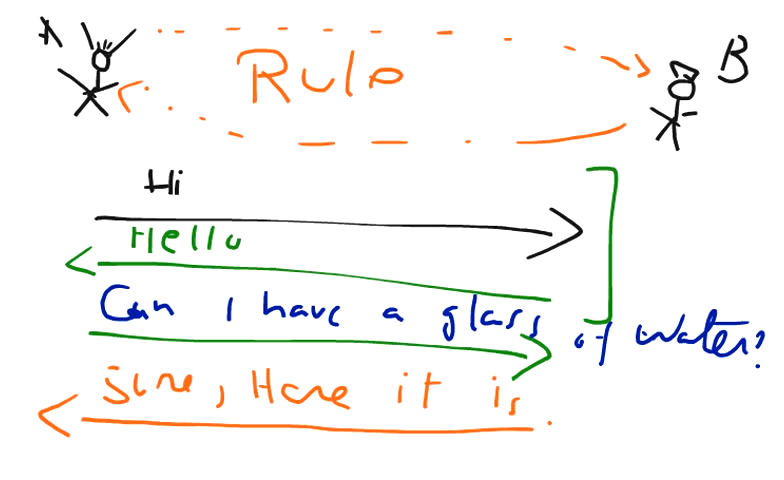 A Rule B
Hi
Hello
Can I have a glass of water?
sure, Here it is.